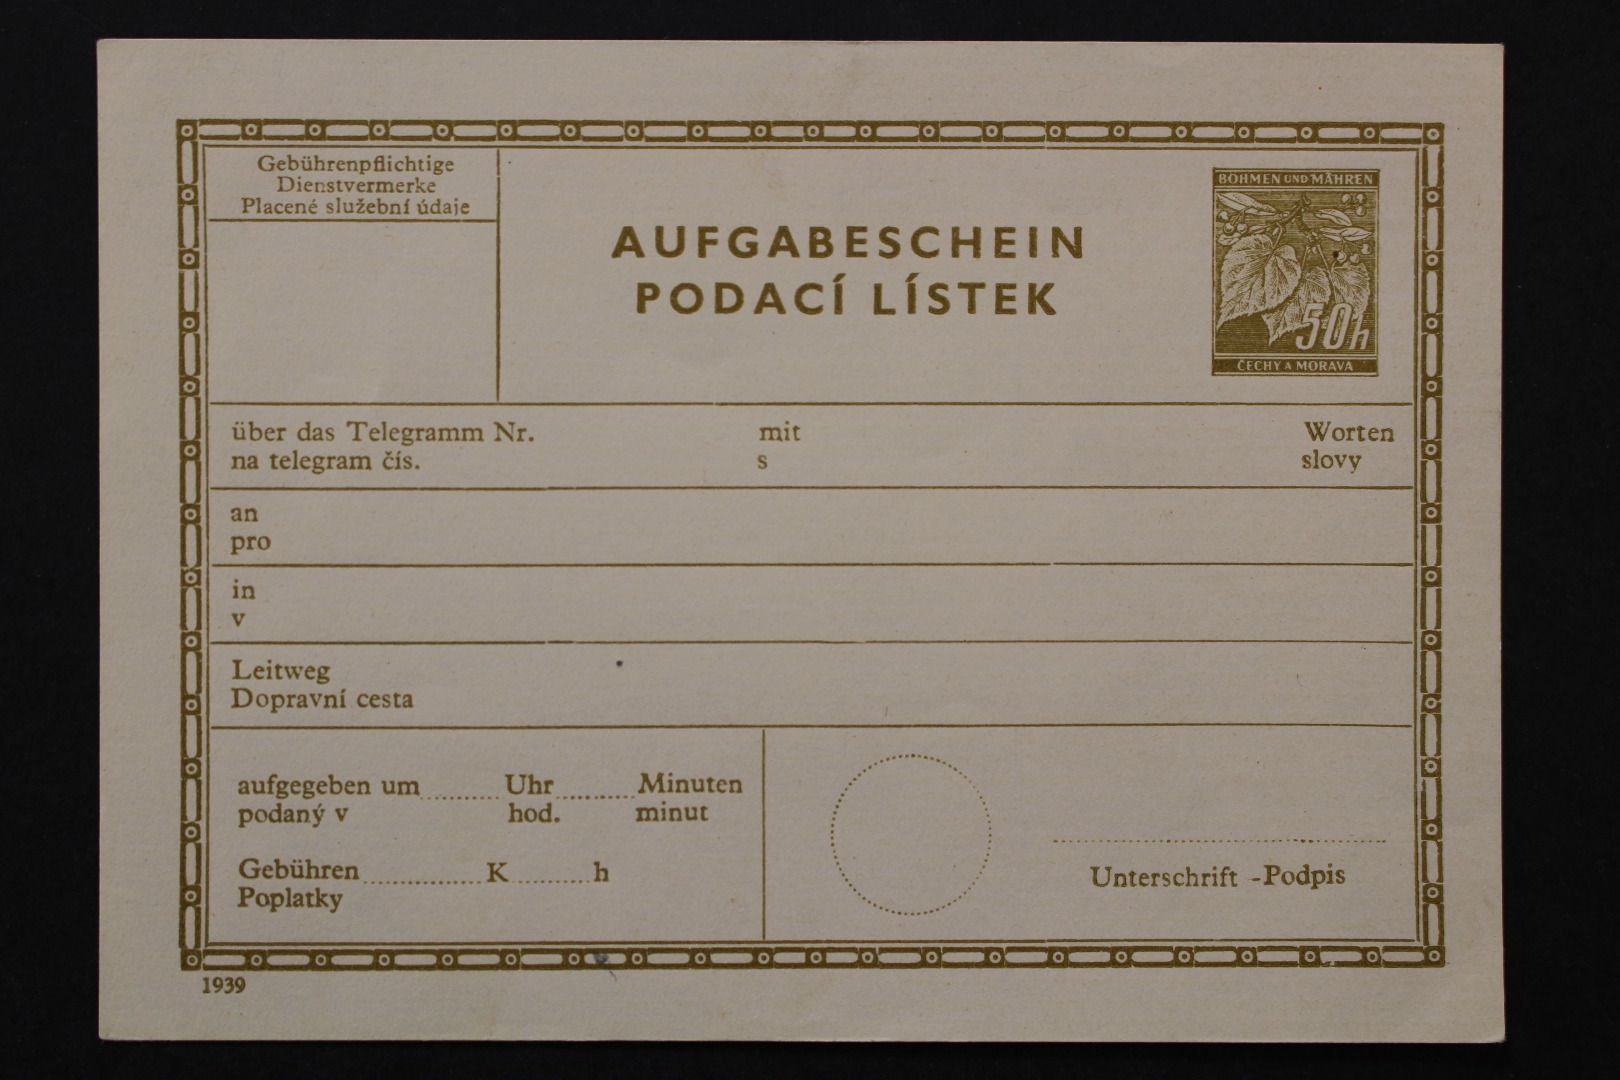 Gebührenpflichtige
Dienstvermerke
Placené služební údaje
AUFGABESCHEIN
PODACÍ LÍSTEK
BÖHMEN UND MÄHREN
50h
ČECHY A MORAVA
über das Telegramm Nr. mit Worten
na telegram čís. s slovy
an
pro
in
v
Leitweg
Dopravní cesta
aufgegeben um........Uhr........Minuten
podaný v hod. minut
Gebühren............K........h
Poplatky
Unterschrift - Podpis
1939